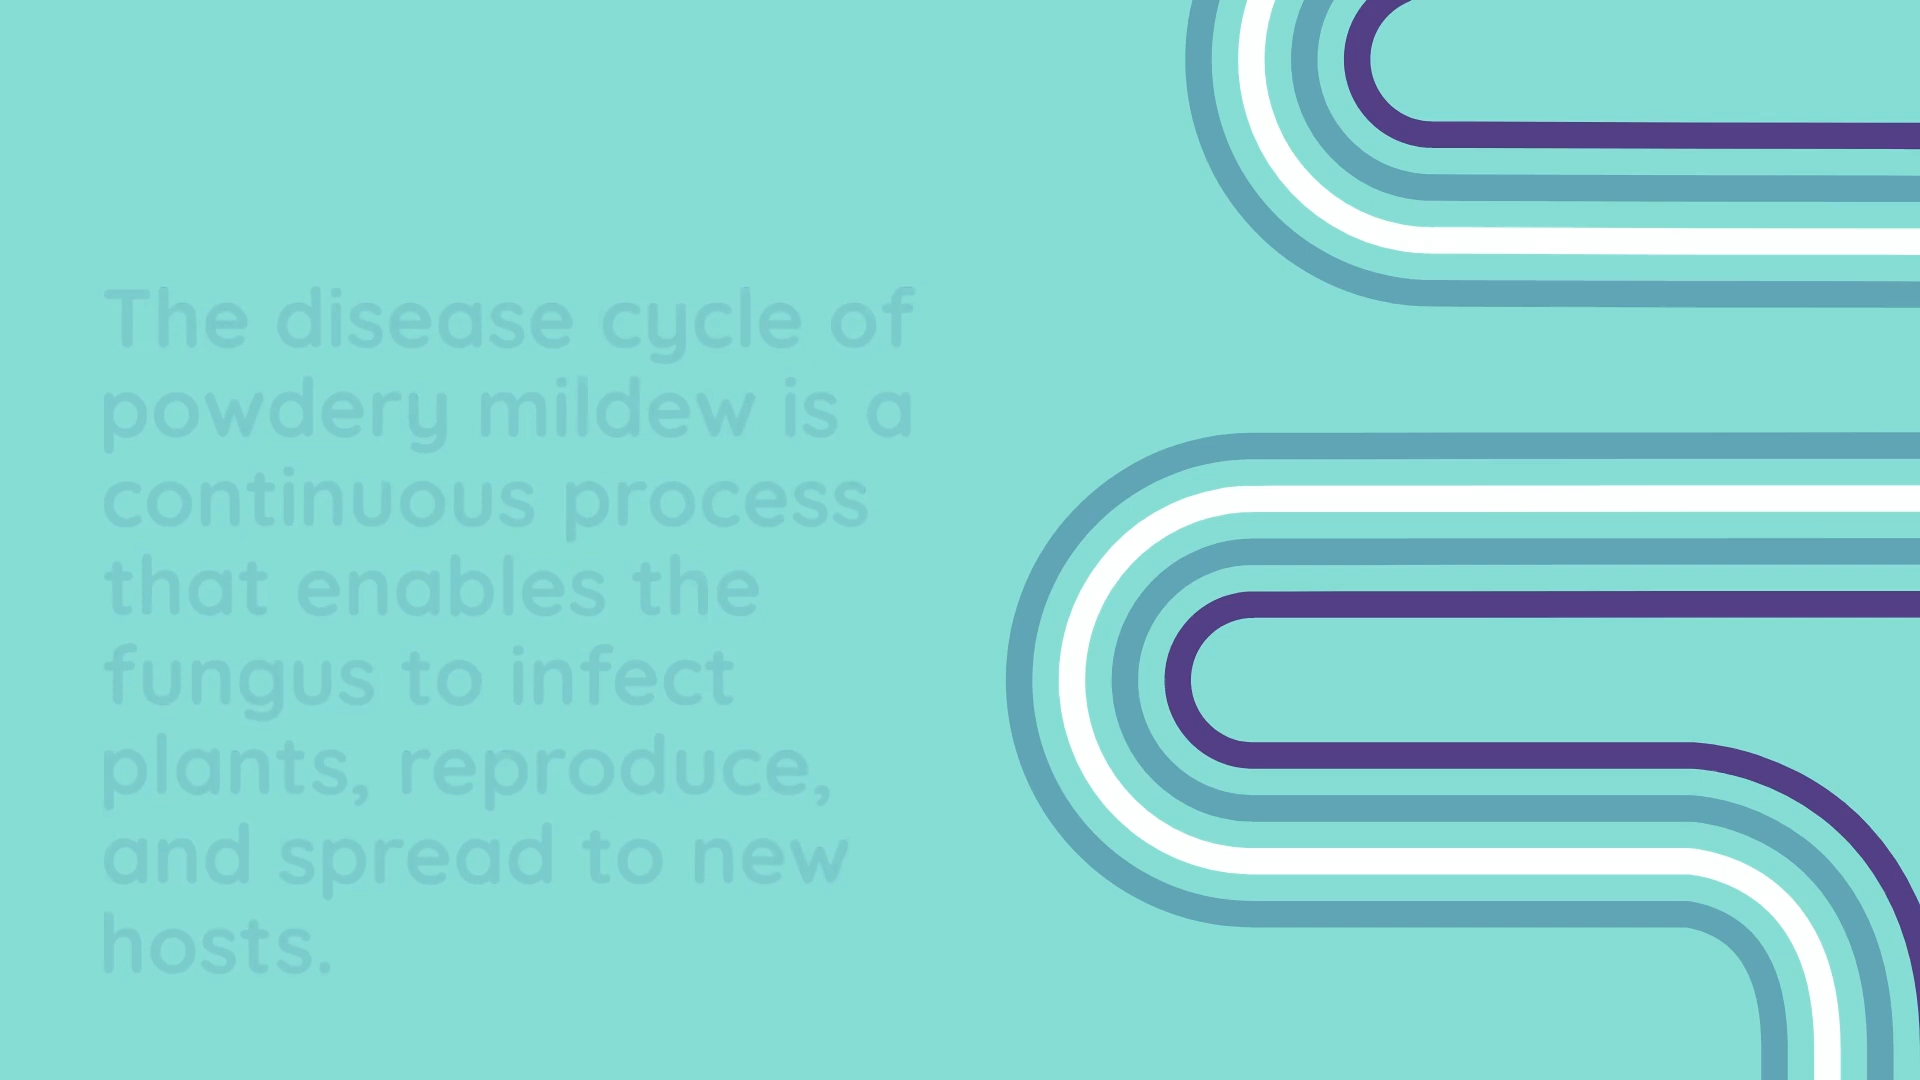 The disease cycle of
powdery mildew is a
continuous process
that enables the
fungus to infect
plants, reproduce,
and spread to new
hosts.